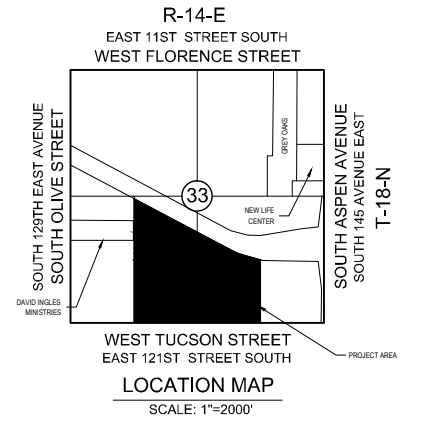 R-14-E
EAST 11ST STREET SOUTH
WEST FLORENCE STREET
SOUTH 129TH EAST AVENUE
SOUTH OLIVE STREET
GREY OAKS
33
NEW LIFE
CENTER
SOUTH ASPEN AVENUE
SOUTH 145 AVENUE EAST
T-18-N
DAVID INGLES
MINISTRIES
WEST TUCSON STREET
EAST 121ST STREET SOUTH
PROJECT AREA
LOCATION MAP
SCALE: 1"=2000'